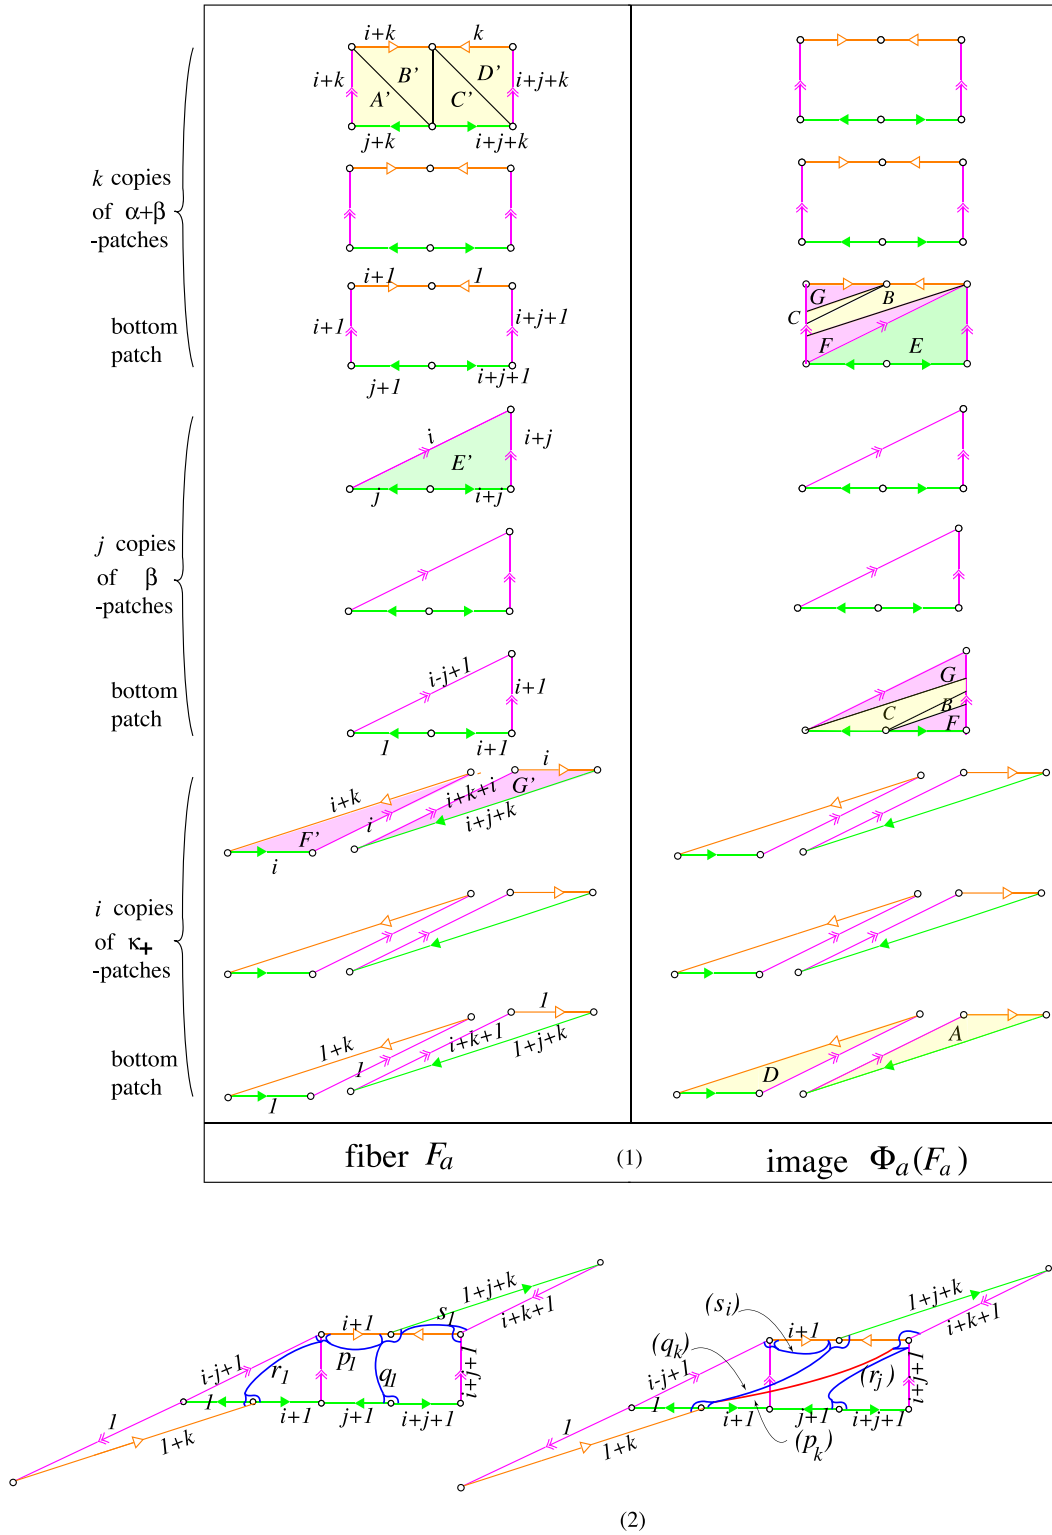 i+k k
i+k B' D' i+j+k
A' C'
j+k i+j+k
k copies
of α+β
-patches
i+1 1
i+1 i+j+1
j+1 i+j+1
G B
C
F E
bottom
patch
i i+j
E'
j i+j
j copies
of β
-patches
i-j+1
i+1
1 i+1
G
C B
F
bottom
patch
i
i+k i+k+i G'
i i+j+k
F'
i
i copies
of κ+
-patches
1
1+k i+k+1
1 1+j+k
1
A
D
bottom
patch
fiber Fa (1) image Φa(Fa)
1+j+k
s1
i+1 i+k+1
i-j+1 p1
r1 q1 i+j+1
1 i+1 j+1 i+j+1
1
1+k
1+j+k
(si)
i+1 i+k+1
(qk)
i-j+1 (rj) i+j+1
1 i+1 j+1 i+j+1
(pk)
1
1+k
(2)